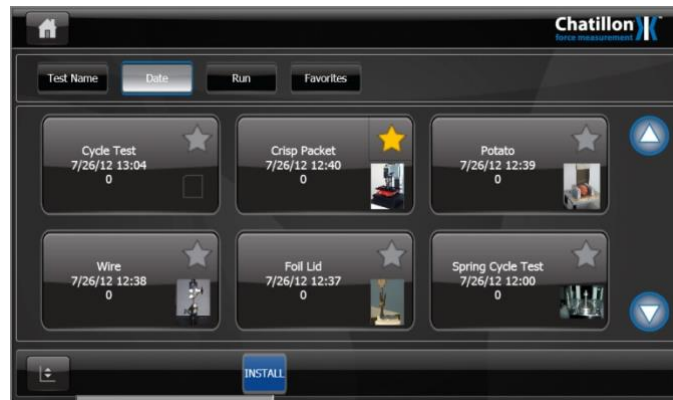 Chatillon
force measurement
Test Name
Date
Run
Favorites
Cycle Test
7/26/12 13:04
0
Crisp Packet
7/26/12 12:40
0
Potato
7/26/12 12:39
0
Wire
7/26/12 12:38
0
Foil Lid
7/26/12 12:37
0
Spring Cycle Test
7/26/12 12:00
0
INSTALL